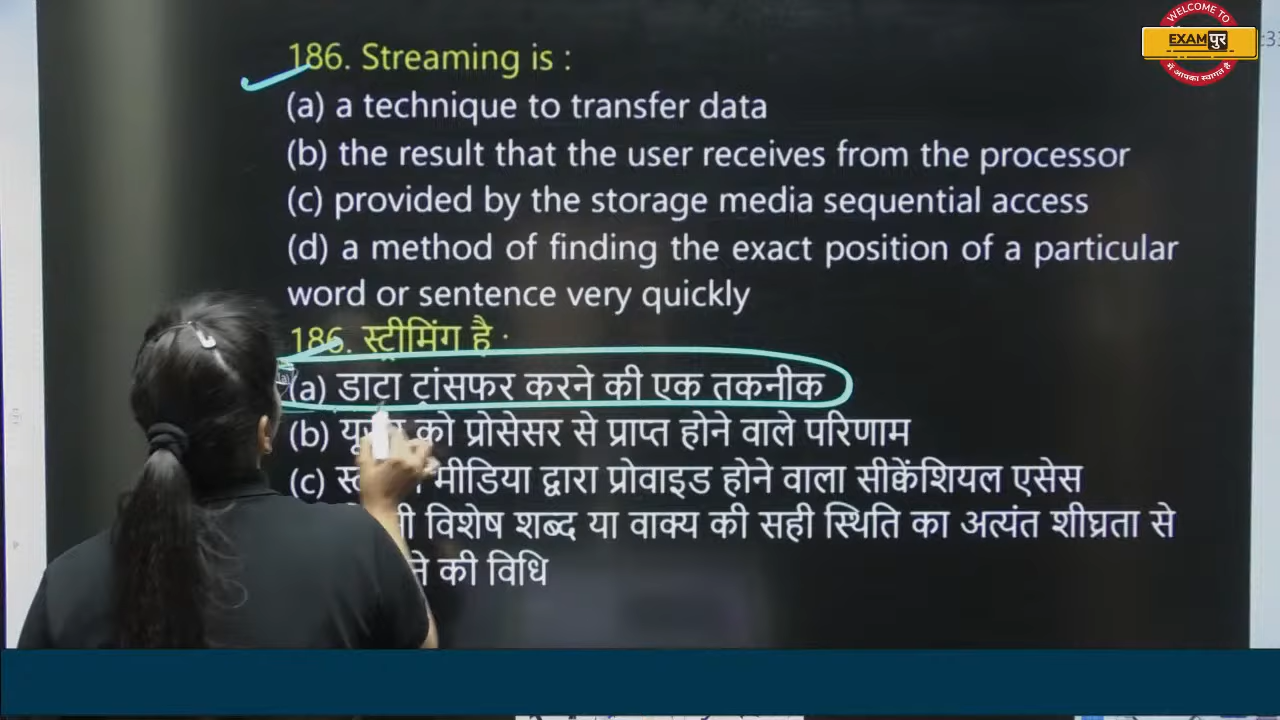 WELCOME TO
EXAMपुर
में आपका स्वागत है
186. Streaming is :
(a) a technique to transfer data
(b) the result that the user receives from the processor
(c) provided by the storage media sequential access
(d) a method of finding the exact position of a particular
word or sentence very quickly
186. स्ट्रीमिंग है :
(a) डाटा ट्रांसफर करने की एक तकनीक
(b) को प्रोसेसर से प्राप्त होने वाले परिणाम
(c) मीडिया द्वारा प्रोवाइड होने वाला सीक्वेंशियल एसेस
विशेष शब्द या वाक्य की सही स्थिति का अत्यंत शीघ्रता से
की विधि